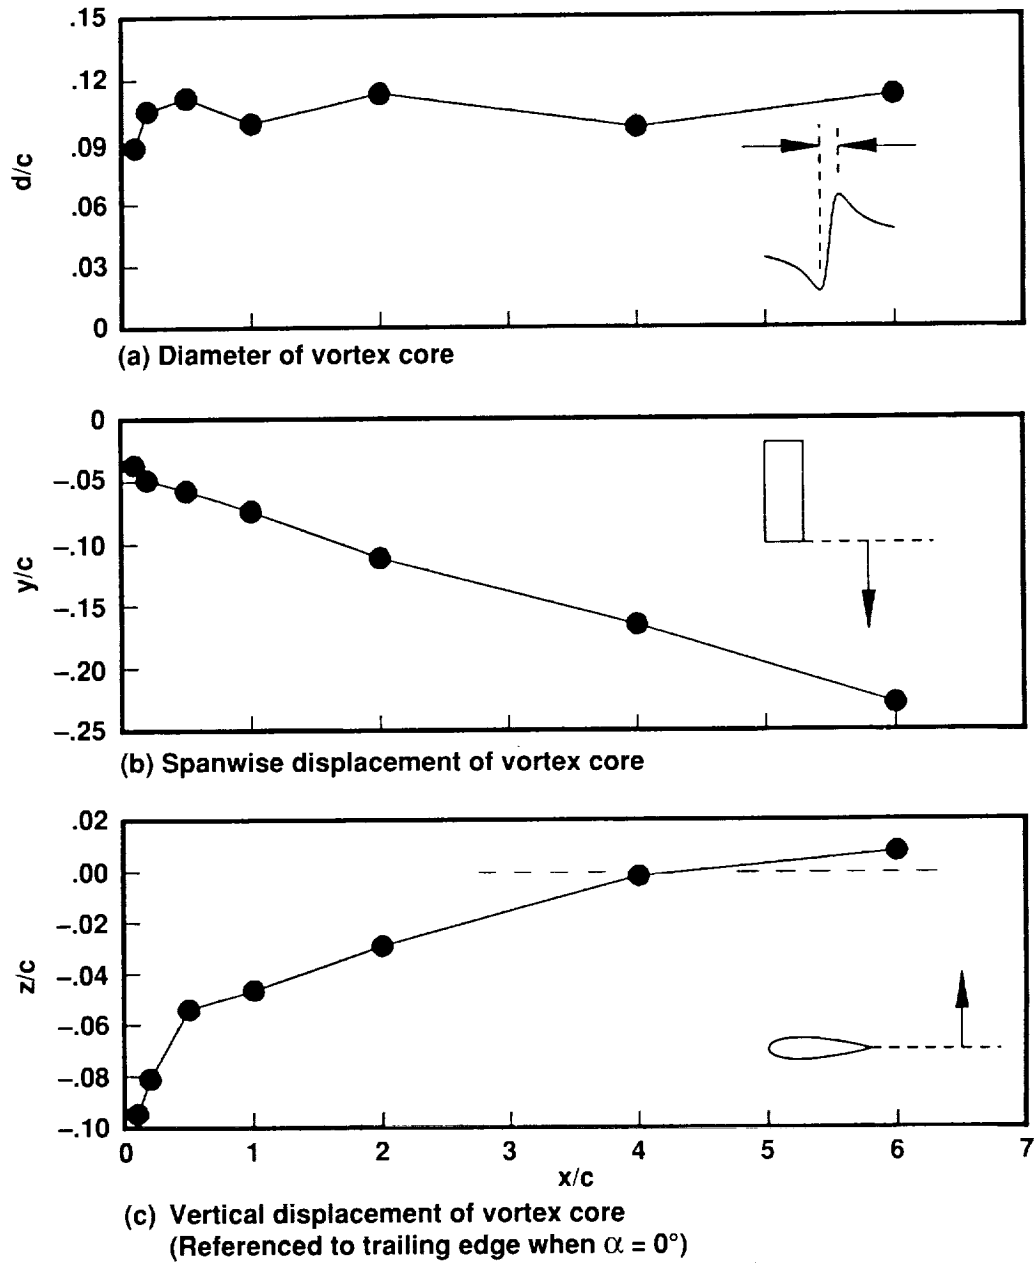 .15
.12
.09
.06
.03
0
d/c
(a) Diameter of vortex core
0
–.05
–.10
–.15
–.20
–.25
y/c
(b) Spanwise displacement of vortex core
.02
.00
–.02
–.04
–.06
–.08
–.10
z/c
0 1 2 3 4 5 6 7
x/c
(c) Vertical displacement of vortex core
(Referenced to trailing edge when α = 0°)